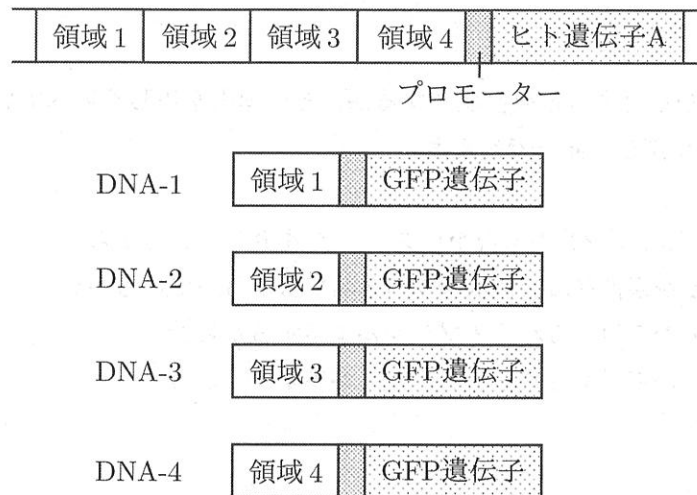 領域1 領域2 領域3 領域4 ヒト遺伝子A
プロモーター
DNA-1 領域1 GFP遺伝子
DNA-2 領域2 GFP遺伝子
DNA-3 領域3 GFP遺伝子
DNA-4 領域4 GFP遺伝子